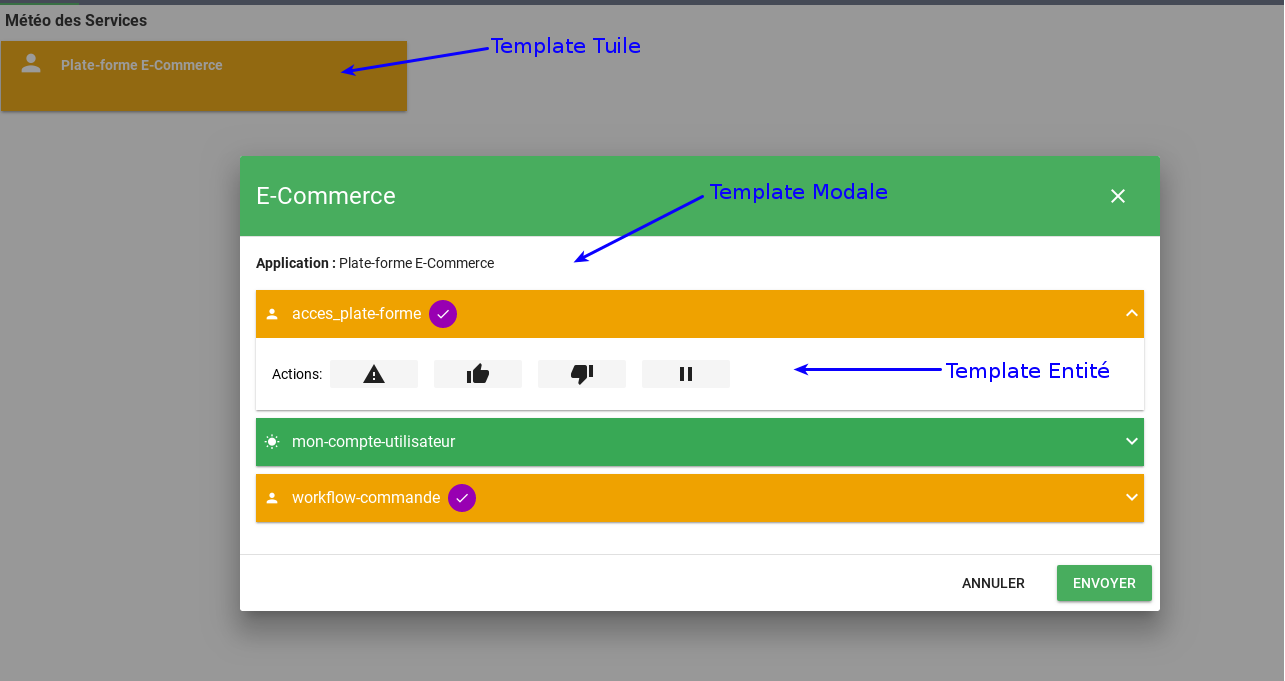 Météo des Services
Template Tuile
Plate-forme E-Commerce
E-Commerce
Template Modale
Application : Plate-forme E-Commerce
acces_plate-forme
Actions:
Template Entité
mon-compte-utilisateur
workflow-commande
ANNULER
ENVOYER